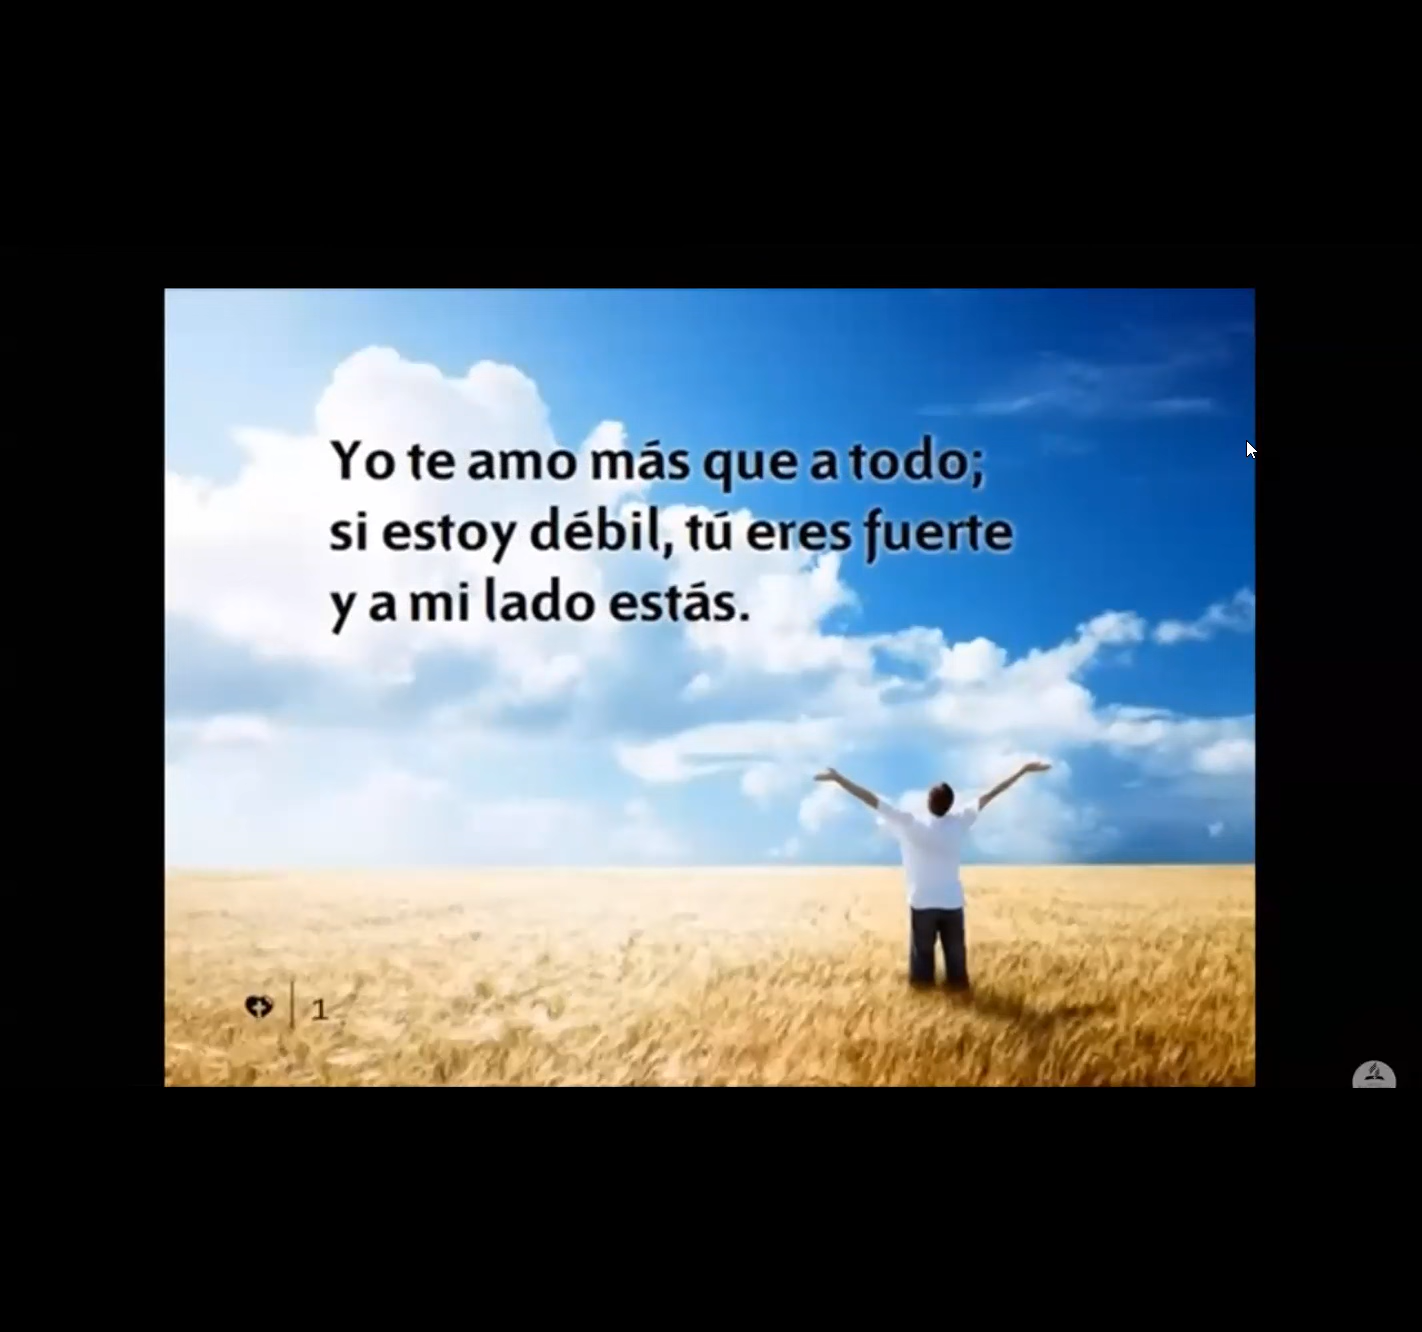 Yo te amo más que a todo;
si estoy débil, tú eres fuerte
y a mi lado estás.
1